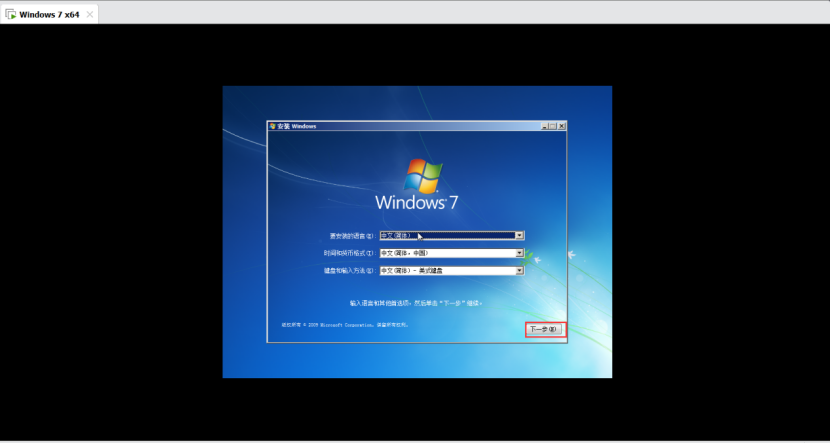 Windows 7 x64
安装 Windows
Windows 7
要安装的语言(E): 中文(简体)
时间和货币格式(T): 中文(简体，中国)
键盘和输入方法(K): 中文(简体) - 美式键盘
输入语言和其他首选项，然后单击“下一步”继续。
版权所有 © 2009 Microsoft Corporation。保留所有权利。
下一步(N)